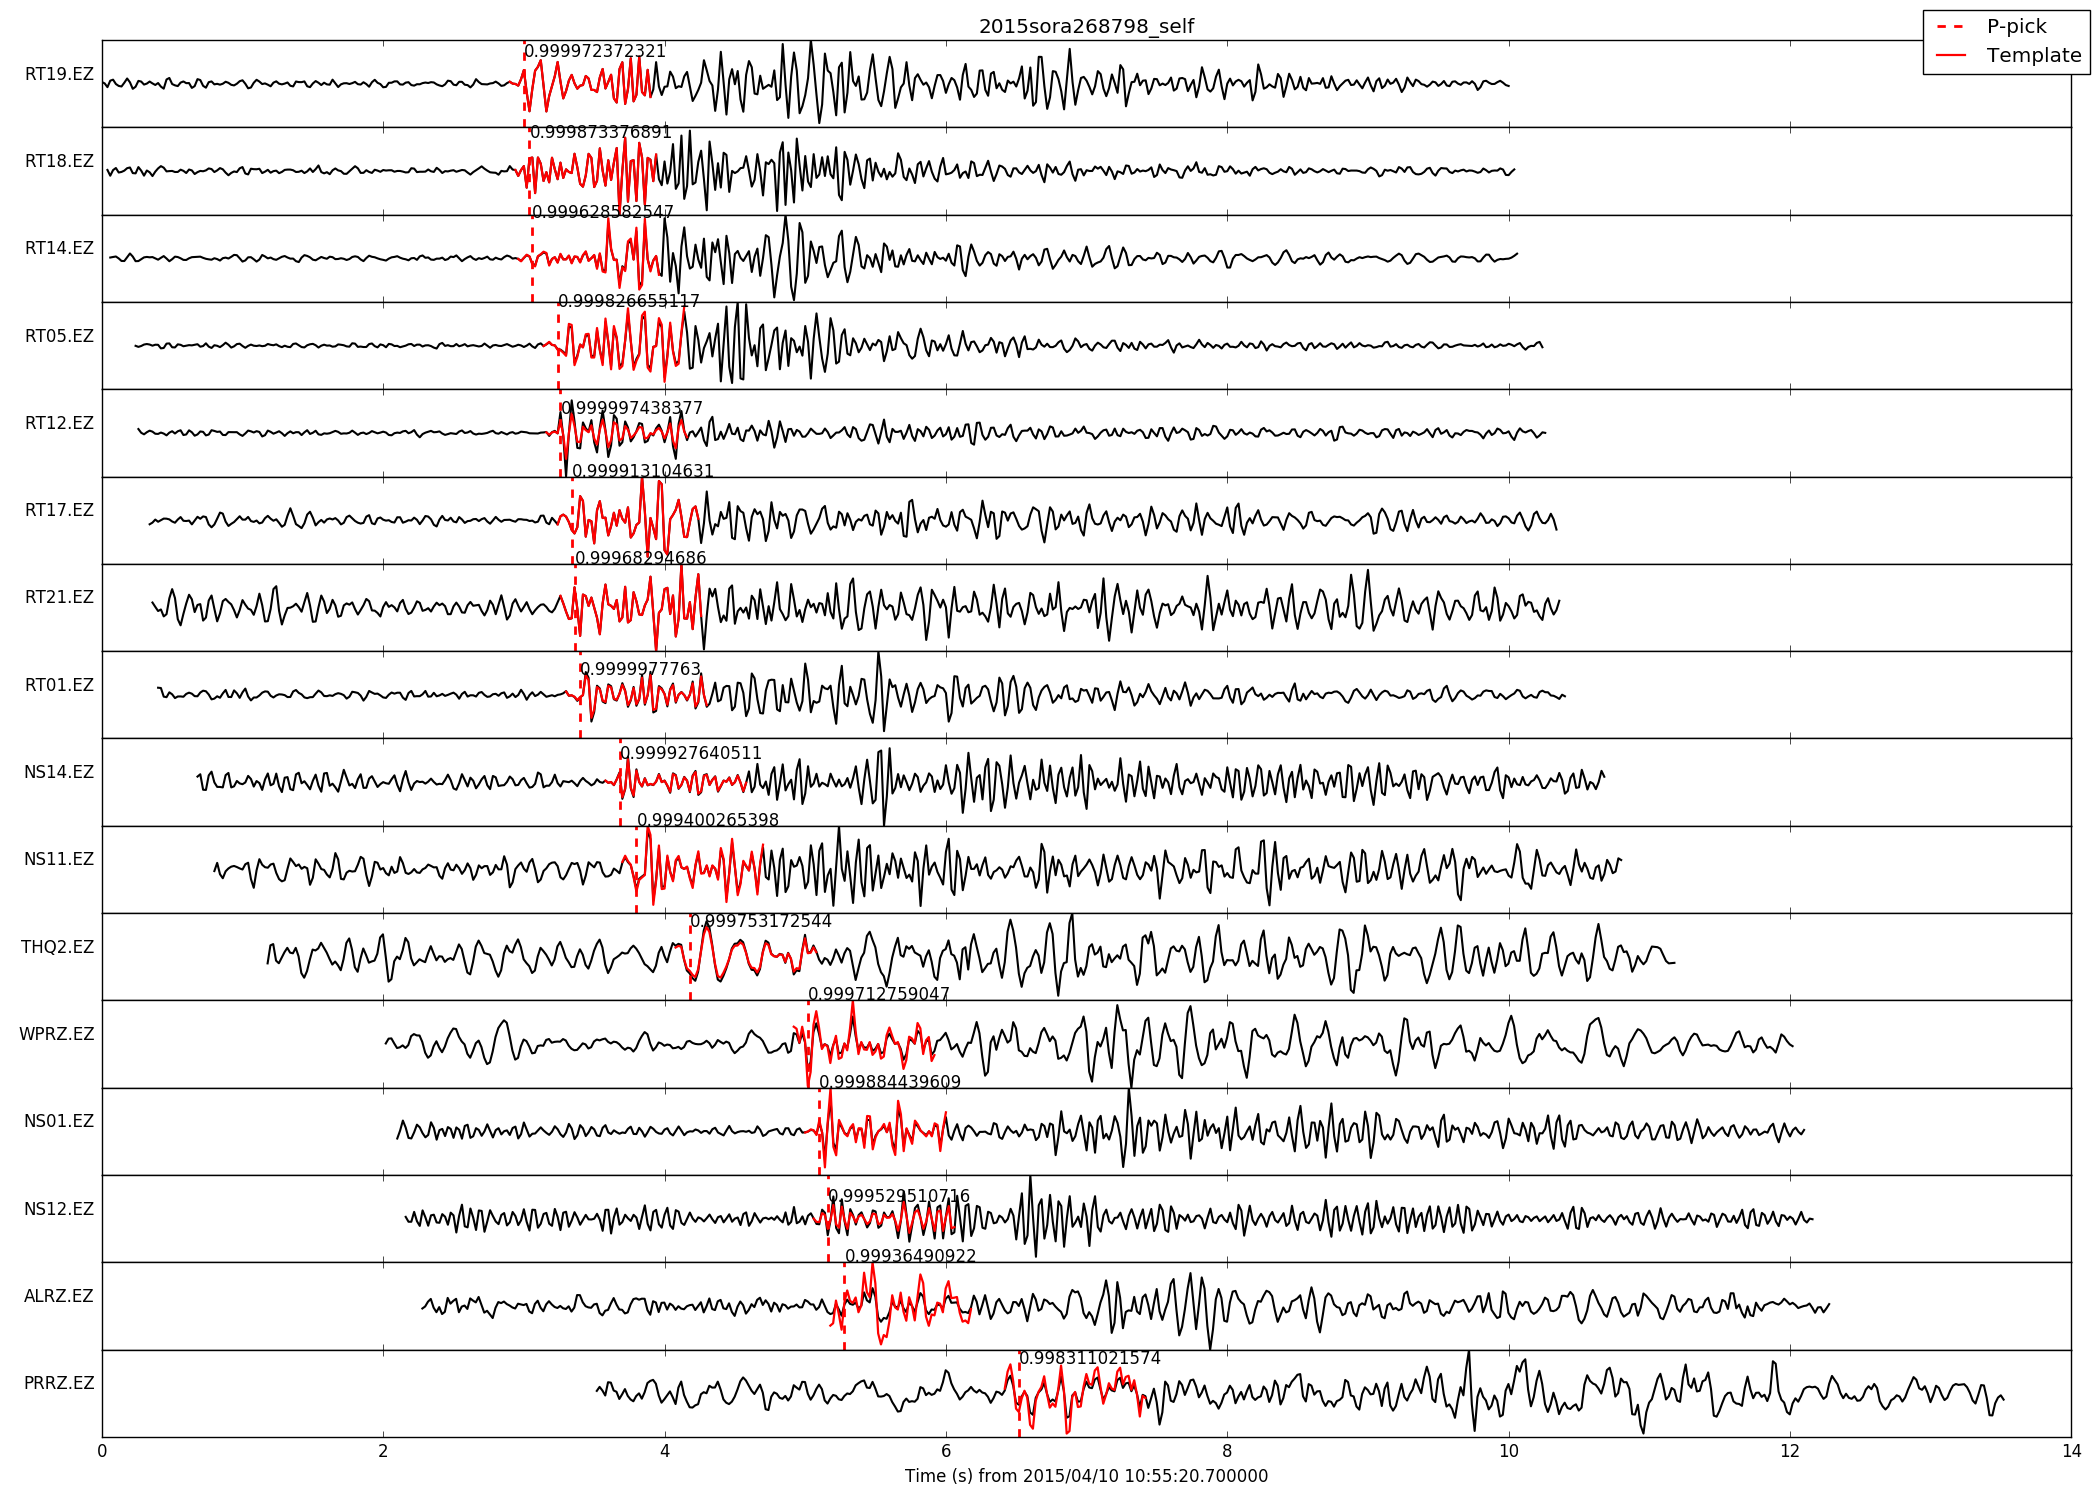 2015sora268798_self
P-pick
Template
RT19.EZ
0.999972372321
RT18.EZ
0.999873376891
RT14.EZ
0.999628582547
RT05.EZ
0.999826655117
RT12.EZ
0.999997438377
RT17.EZ
0.999913104631
RT21.EZ
0.99968294686
RT01.EZ
0.9999977763
NS14.EZ
0.999927640511
NS11.EZ
0.999400265398
THQ2.EZ
0.999753172544
WPRZ.EZ
0.999712759047
NS01.EZ
0.999884439609
NS12.EZ
0.999529510716
ALRZ.EZ
0.99936490922
PRRZ.EZ
0.998311021574
0 2 4 6 8 10 12 14
Time (s) from 2015/04/10 10:55:20.700000